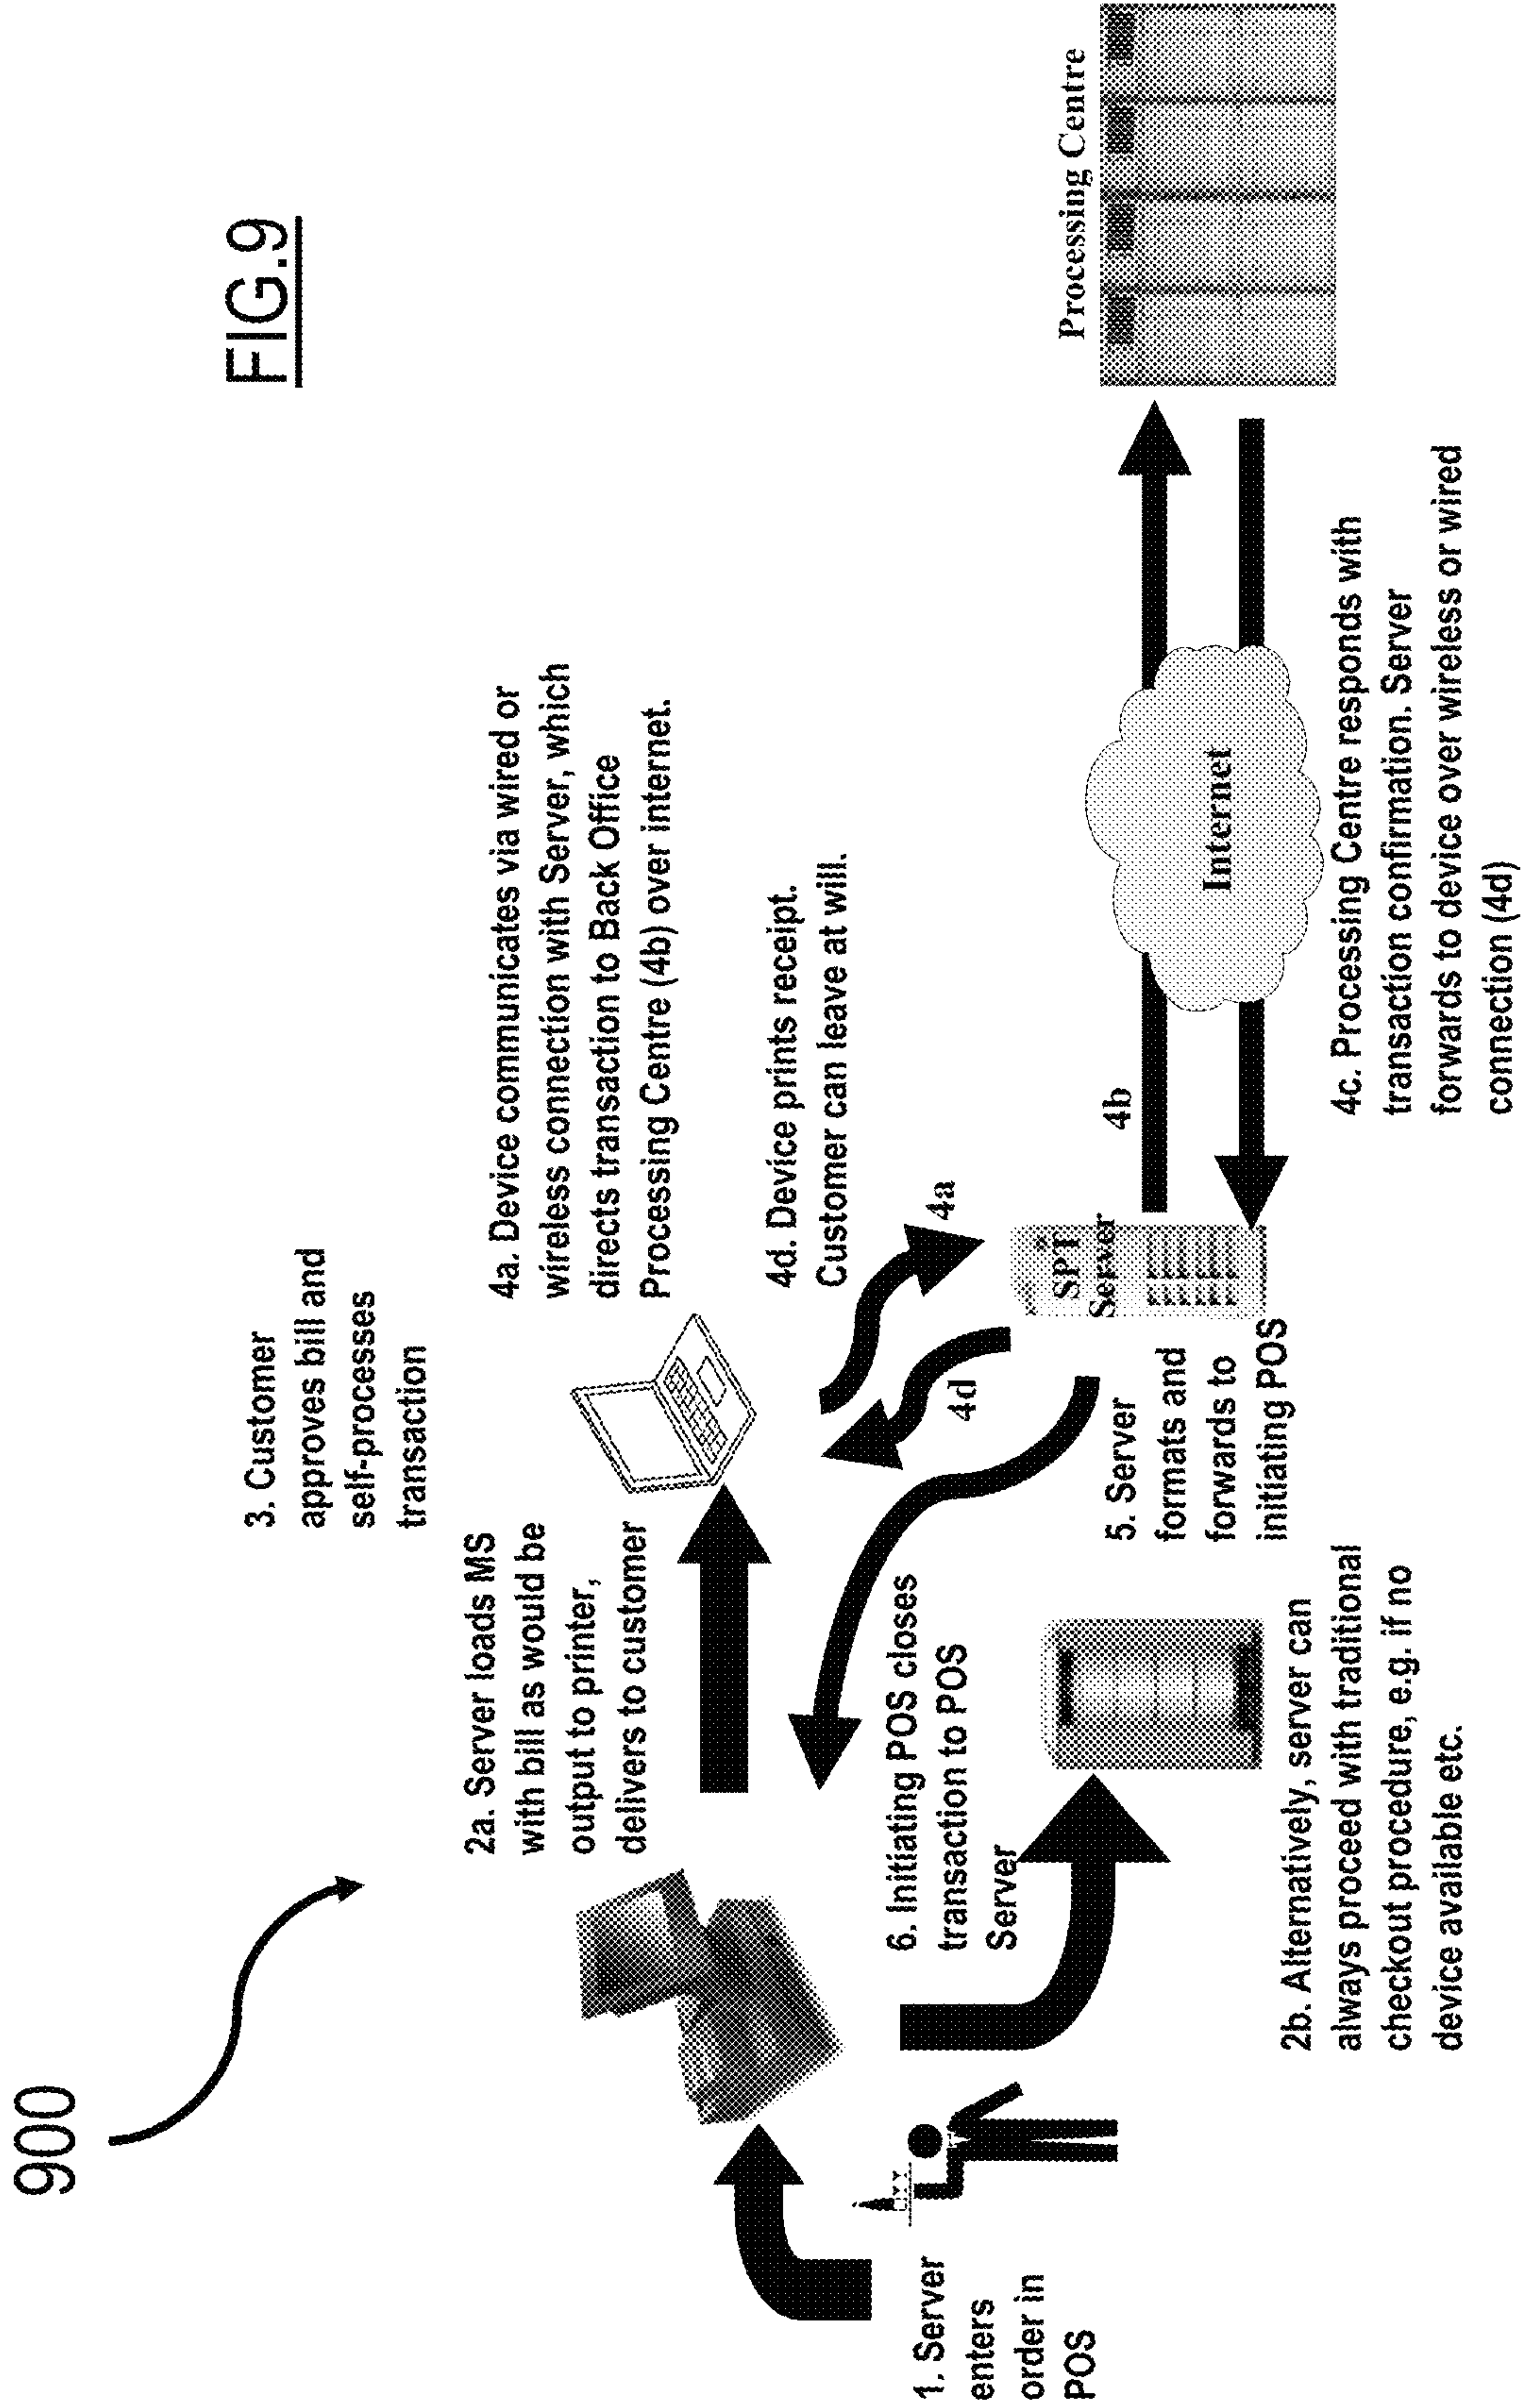 900
FIG.9
1. Server
enters
order in
POS
2a. Server loads MS
with bill as would be
output to printer,
delivers to customer
2b. Alternatively, server can
always proceed with traditional
checkout procedure, e.g. if no
device available etc.
3. Customer
approves bill and
self-processes
transaction
4a. Device communicates via wired or
wireless connection with Server, which
directs transaction to Back Office
Processing Centre (4b) over internet.
4d. Device prints receipt.
Customer can leave at will.
4a
4d
SPT
Server
4b
Internet
Processing Centre
4c. Processing Centre responds with
transaction confirmation. Server
forwards to device over wireless or wired
connection (4d)
5. Server
formats and
forwards to
initiating POS
6. Initiating POS closes
transaction to POS
Server